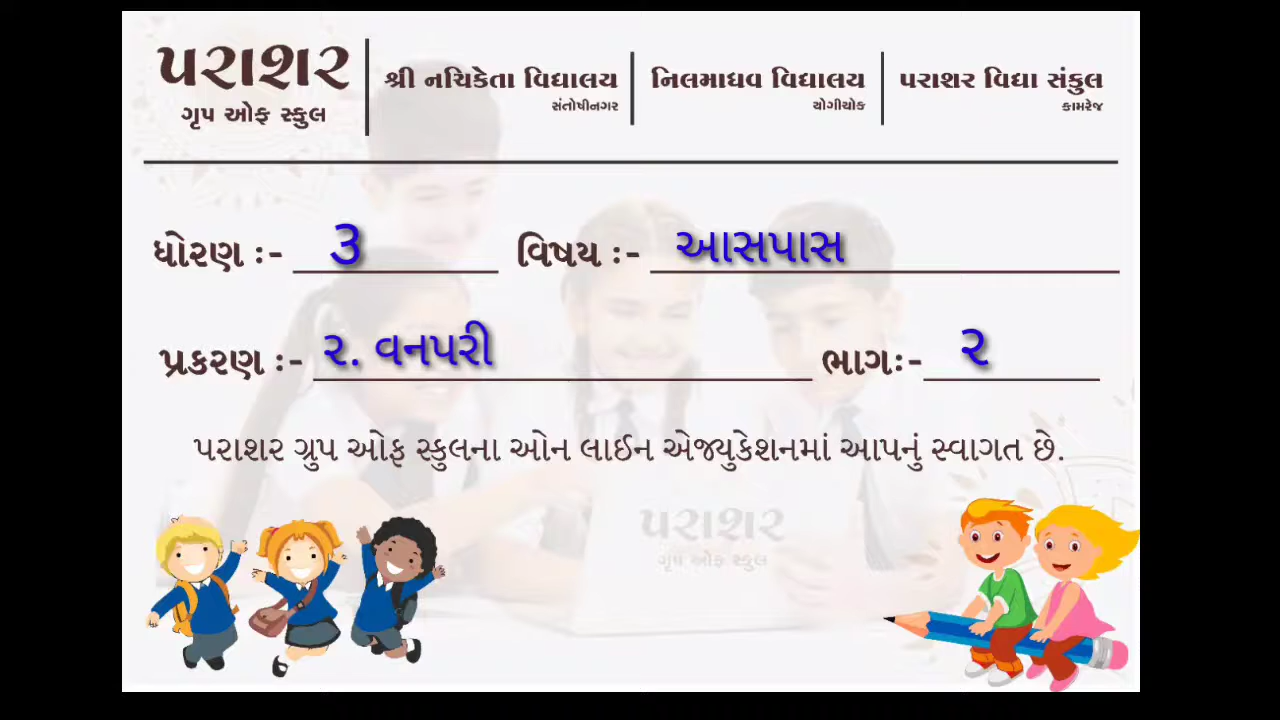 પરાશર
ગૃપ ઓફ સ્કુલ
શ્રી નચિકેતા વિદ્યાલય
સંતોષીનગર
નિલમાધવ વિદ્યાલય
યોગીચોક
પરાશર વિદ્યા સંકુલ
કામરેજ
ધોરણ :- ૩ વિષય :- આસપાસ
પ્રકરણ :- ૨. વનપરી ભાગઃ- ૨
પરાશર ગ્રુપ ઓફ સ્કુલના ઓન લાઈન એજ્યુકેશનમાં આપનું સ્વાગત છે.
પરાશર
ગૃપ ઓફ સ્કુલ